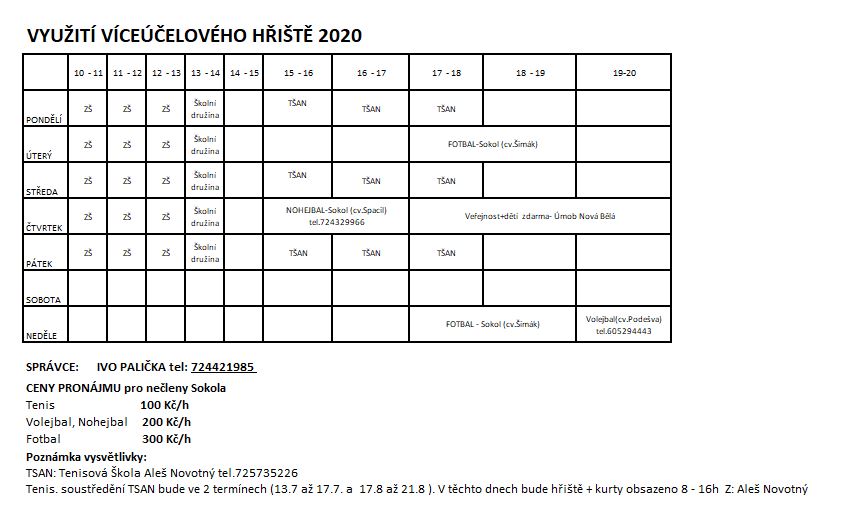 VYUŽITÍ VÍCEÚČELOVÉHO HŘIŠTĚ 2020
10 - 11 11 - 12 12 - 13 13 - 14 14 - 15 15 - 16 16 - 17 17 - 18 18 - 19 19-20
PONDĚLÍ ZŠ ZŠ ZŠ Školní družina TŠAN TŠAN TŠAN
ÚTERÝ ZŠ ZŠ ZŠ Školní družina FOTBAL-Sokol (cv.Šimák)
STŘEDA ZŠ ZŠ ZŠ Školní družina TŠAN TŠAN TŠAN
ČTVRTEK ZŠ ZŠ ZŠ Školní družina NOHEJBAL-Sokol (cv.Spacil) tel.724329966 Veřejnost+děti zdarma- Úmob Nová Bělá
PÁTEK ZŠ ZŠ ZŠ Školní družina TŠAN TŠAN TŠAN
SOBOTA
NEDĚLE FOTBAL - Sokol (cv.Šimák) Volejbal(cv.Podešva) tel.605294443
SPRÁVCE: IVO PALIČKA tel: 724421985
CENY PRONÁJMU pro nečleny Sokola
Tenis 100 Kč/h
Volejbal, Nohejbal 200 Kč/h
Fotbal 300 Kč/h
Poznámka vysvětlivky:
TSAN: Tenisová Škola Aleš Novotný tel.725735226
Tenis. soustředění TSAN bude ve 2 termínech (13.7 až 17.7. a 17.8 až 21.8 ). V těchto dnech bude hřiště + kurty obsazeno 8 - 16h Z: Aleš Novotný